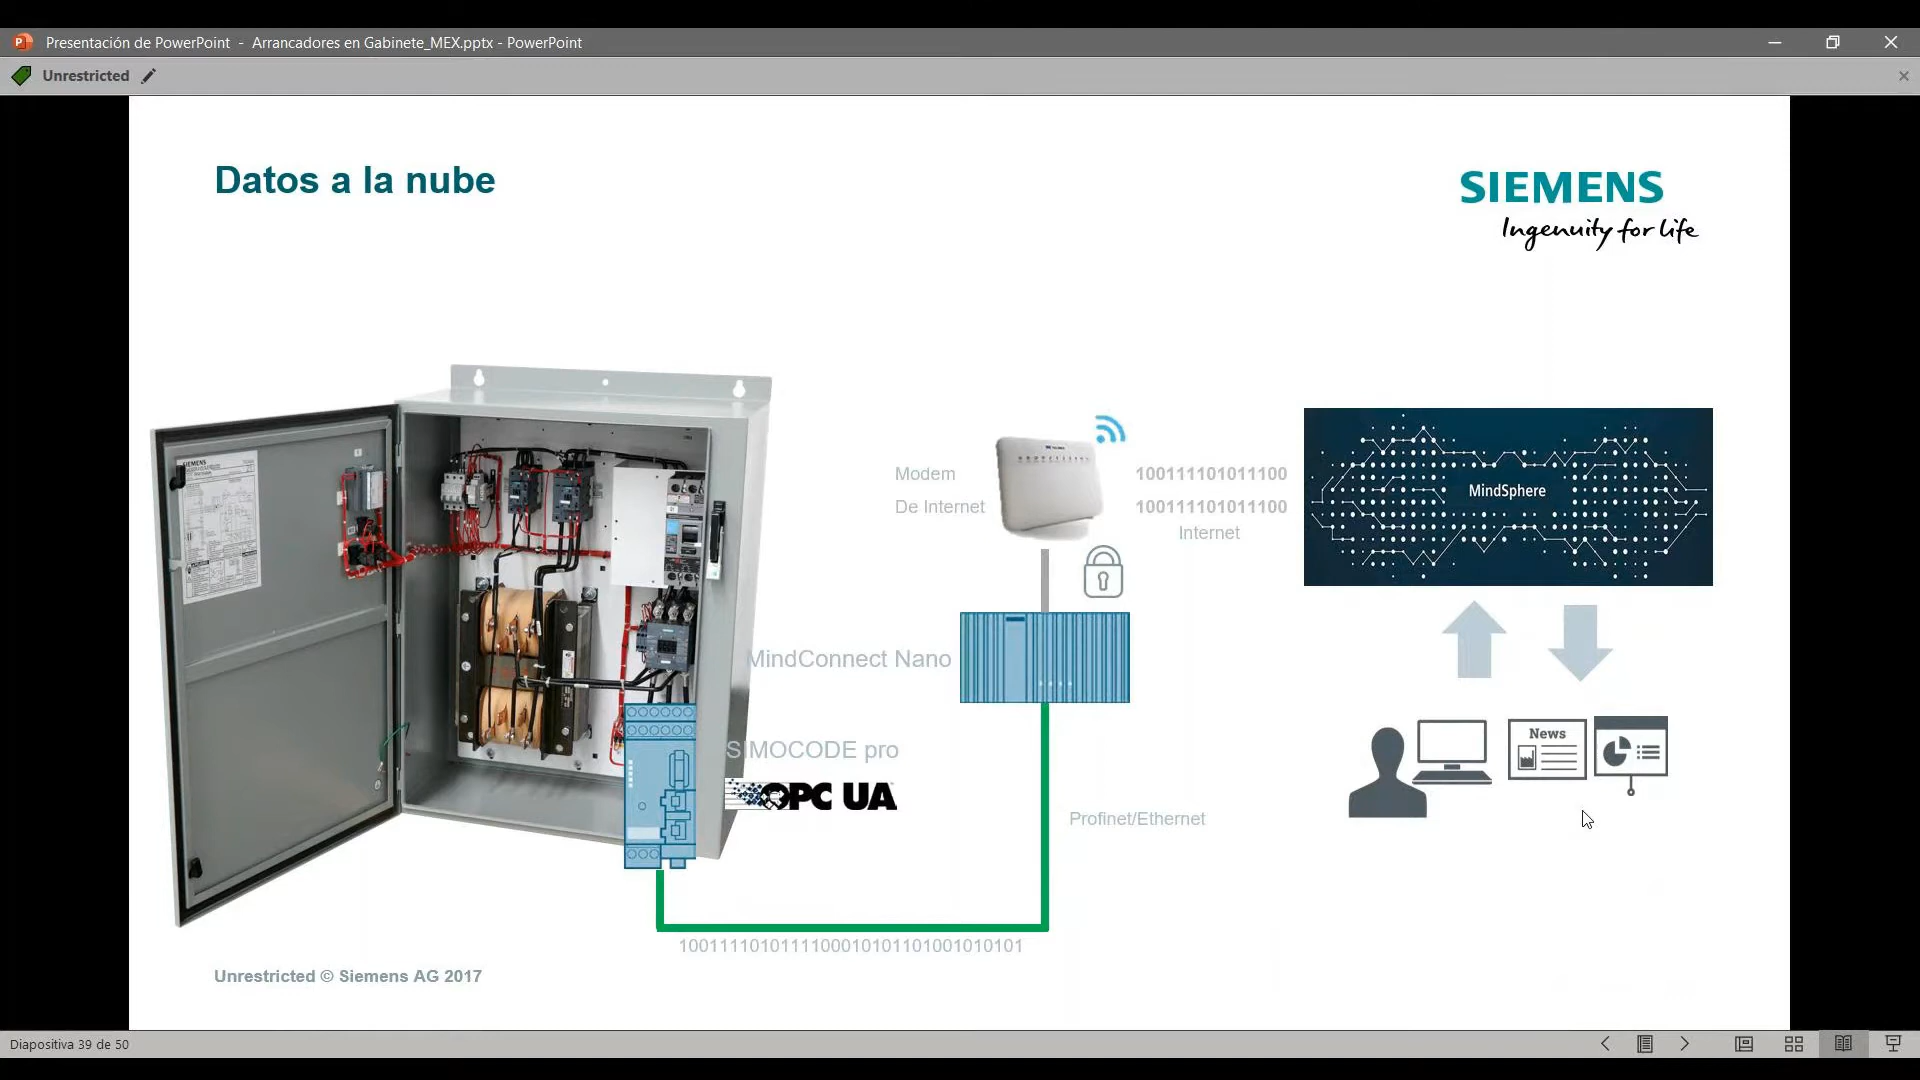 Presentación de PowerPoint - Arrancadores en Gabinete_MEX.pptx - PowerPoint
Unrestricted
Datos a la nube
SIEMENS
Ingenuity for life
Modem
De Internet
100111101011100
100111101011100
Internet
MindSphere
MindConnect Nano
SIMOCODE pro
OPC UA
News
Profinet/Ethernet
Unrestricted © Siemens AG 2017
Diapositiva 39 de 50